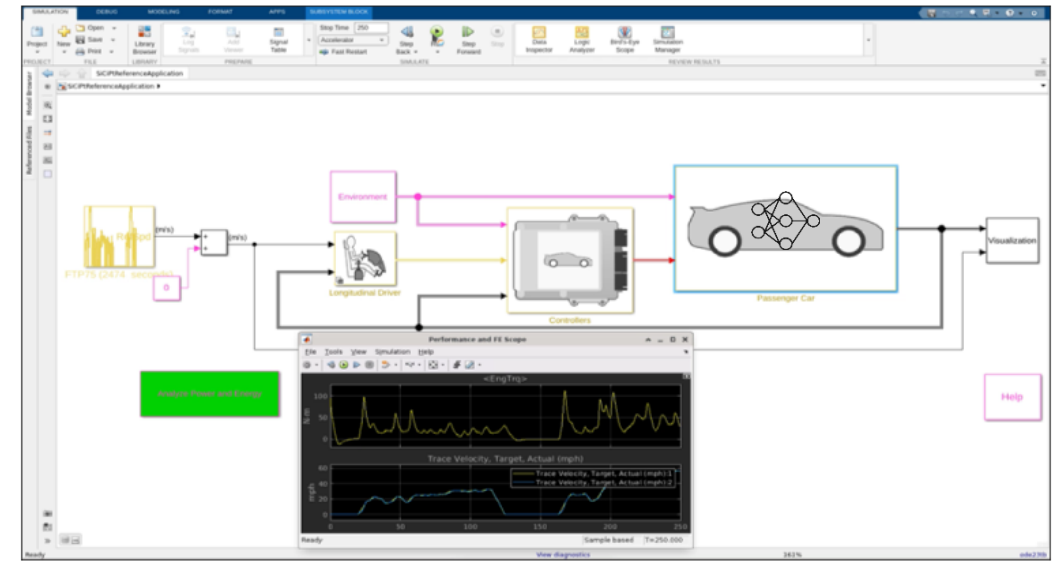 SIMULATION DEBUG MODELING FORMAT APPS SUBSYSTEM BLOCK
Project
New
Open
Save
Print
Library Browser
Log Signals
Add Viewer
Signal Table
Stop Time 250
Accelerator
Fast Restart
Step Back
Run
Step Forward
Stop
Data Inspector
Logic Analyzer
Bird's-Eye Scope
Simulation Manager
PROJECT FILE LIBRARY PREPARE SIMULATE REVIEW RESULTS
SiCiPtReferenceApplication
SiCiPtReferenceApplication
Model Browser
Referenced Files
Environment
(m/s)
(m/s)
FTP75 (2474 seconds)
0
Longitudinal Driver
Controllers
Passenger Car
Visualization
Analyze Power and Energy
Help
Performance and FE Scope
File Tools View Simulation Help
<EngTrq>
100
50
0
N.m
Trace Velocity, Target, Actual (mph)
Trace Velocity, Target, Actual (mph):1
Trace Velocity, Target, Actual (mph):2
60
40
20
0
mph
0 50 100 150 200 250
Ready Sample based T=250.000
Ready View diagnostics 161%